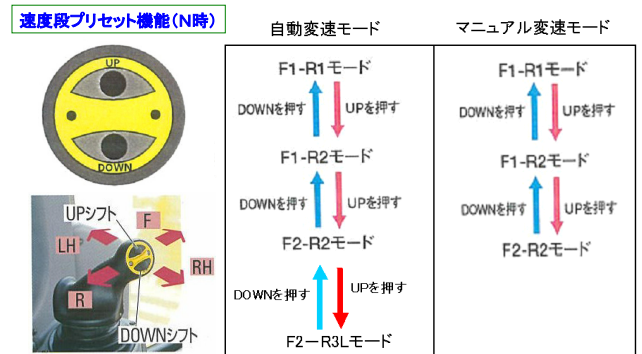 速度段プリセット機能(N時)
自動変速モード
マニュアル変速モード
UP
DOWN
UPシフト
F
LH
RH
R
DOWNシフト
F1-R1モード
DOWNを押す UPを押す
F1-R2モード
DOWNを押す UPを押す
F2-R2モード
DOWNを押す UPを押す
F2-R3Lモード
F1-R1モード
DOWNを押す UPを押す
F1-R2モード
DOWNを押す UPを押す
F2-R2モード